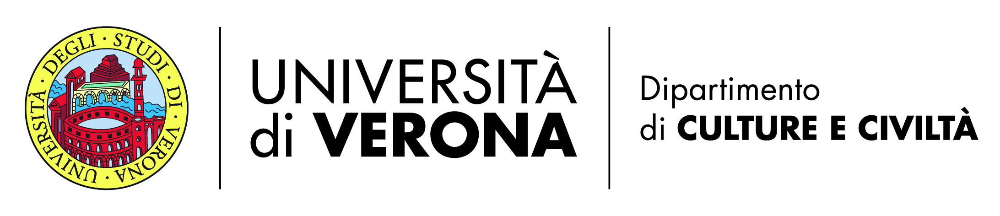 UNIVERSITÀ · DEGLI · STUDI · DI · VERONA ·
UNIVERSITÀ
di VERONA
Dipartimento
di CULTURE E CIVILTÀ